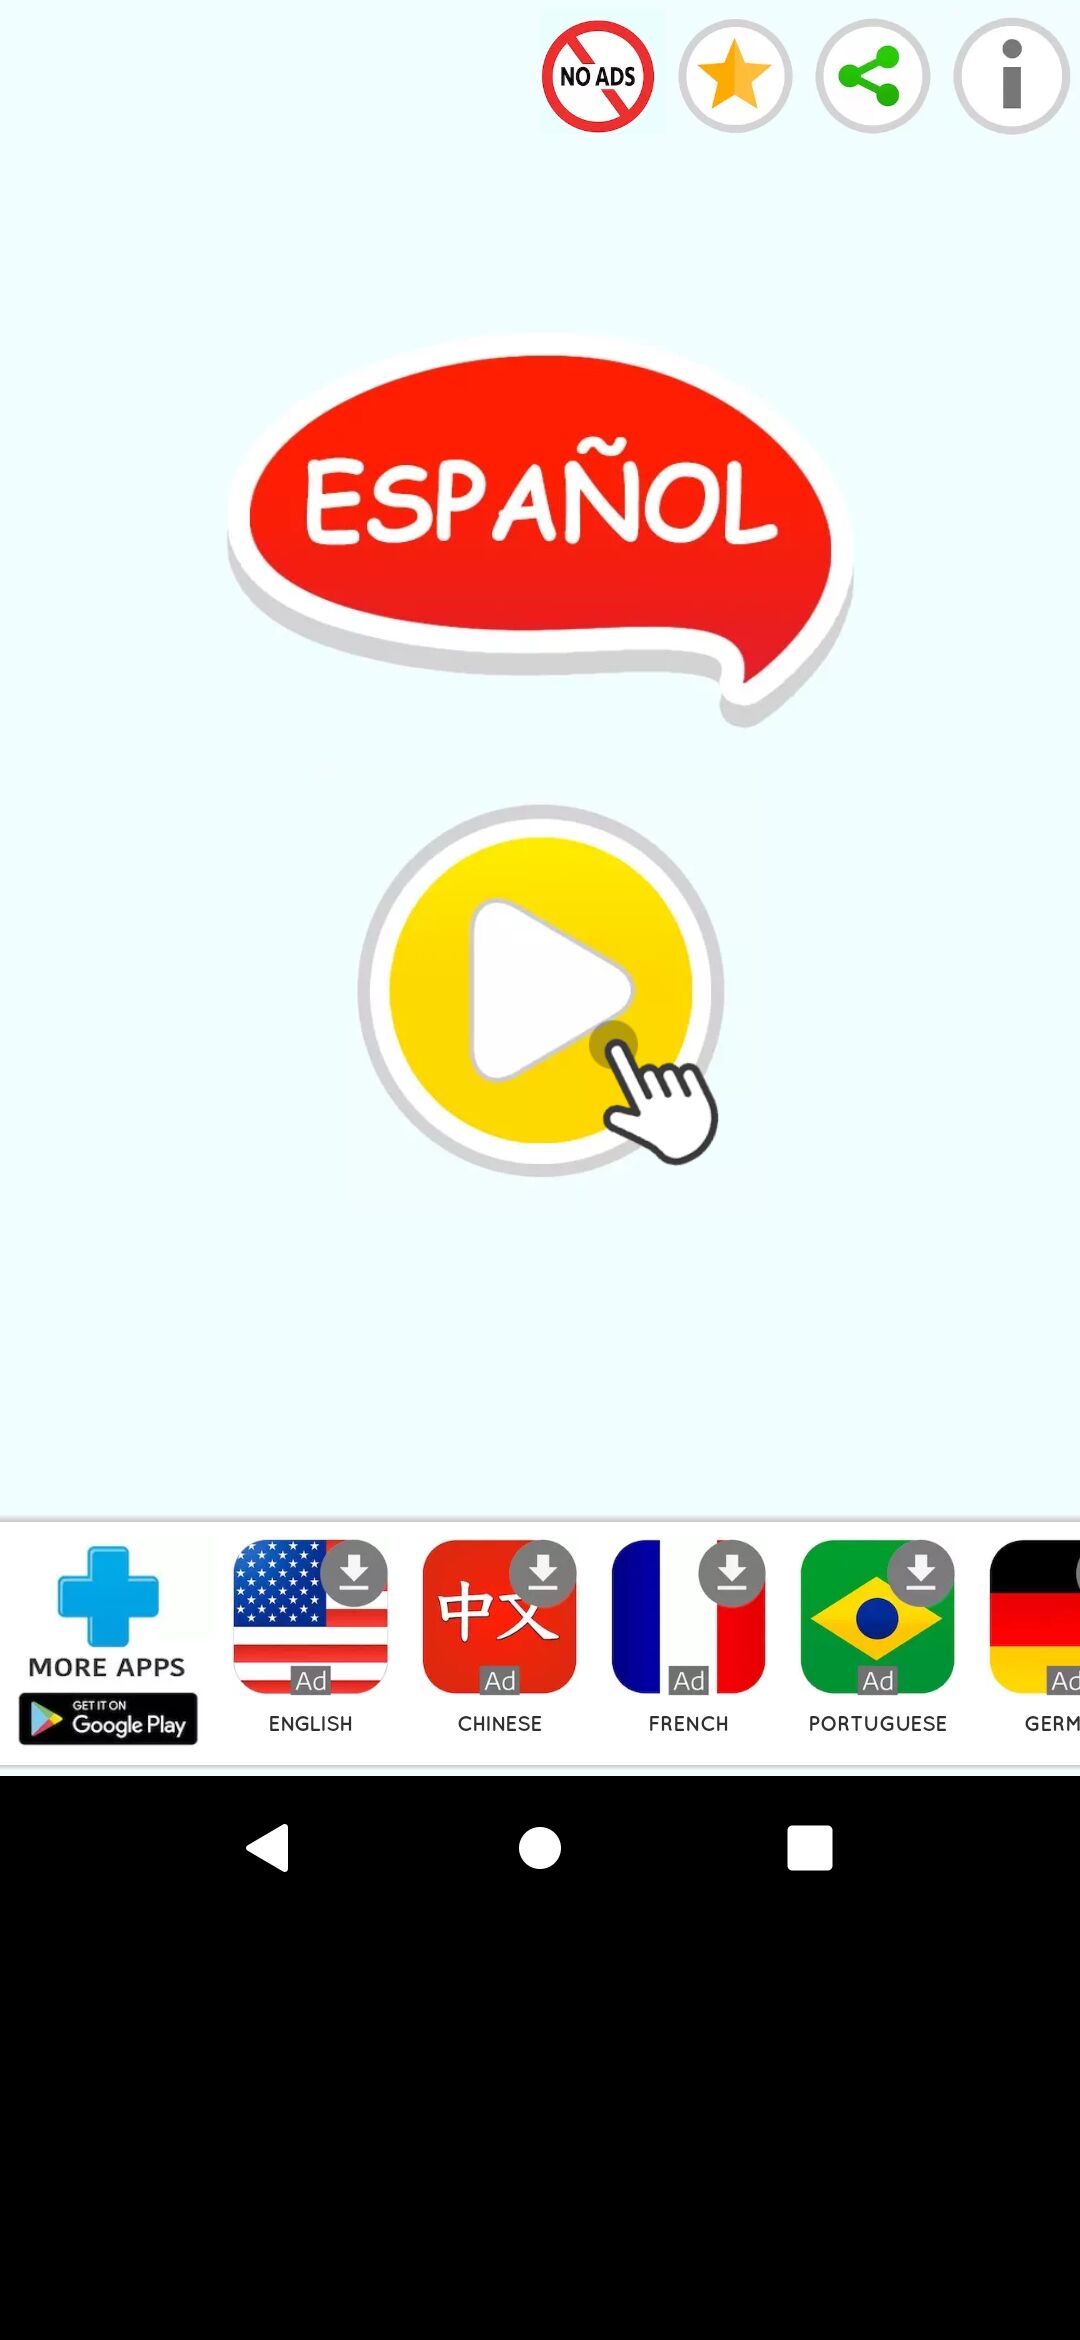 NO ADS
ESPAÑOL
中文
MORE APPS
GET IT ON
Google Play
Ad
Ad
Ad
Ad
Ad
ENGLISH
CHINESE
FRENCH
PORTUGUESE
GERM